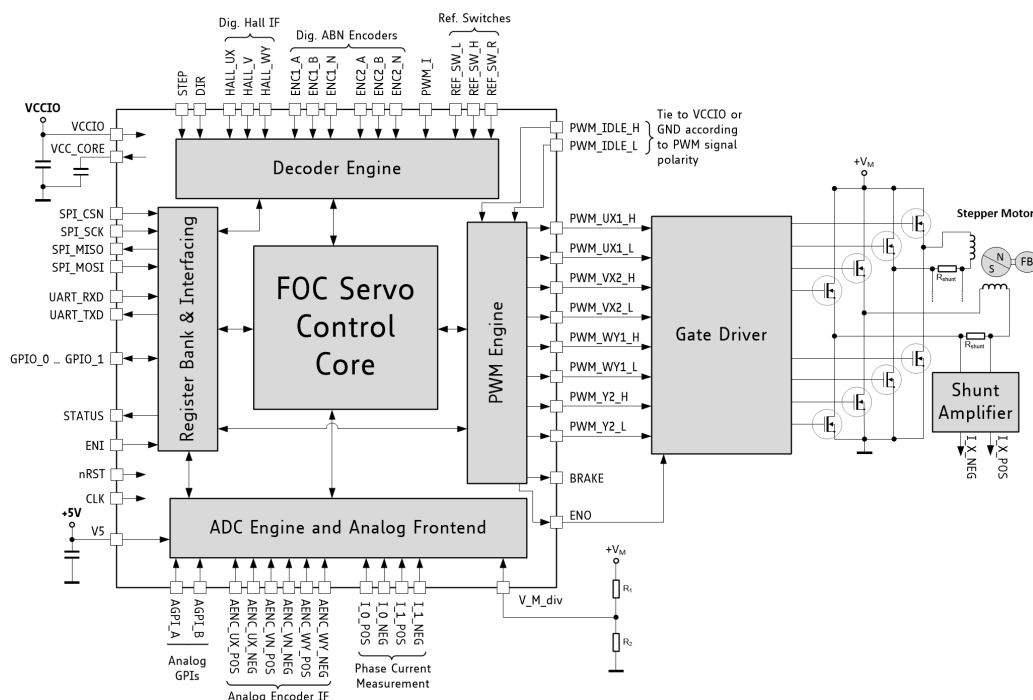 Dig. Hall IF
Dig. ABN Encoders
Ref. Switches
STEP
DIR
HALL_UX
HALL_V
HALL_WY
ENC1_A
ENC1_B
ENC1_N
ENC2_A
ENC2_B
ENC2_N
PWM_I
REF_SW_L
REF_SW_H
REF_SW_R
VCCIO
VCCIO
VCC_CORE
Decoder Engine
PWM_IDLE_H
PWM_IDLE_L
Tie to VCCIO or
GND according
to PWM signal
polarity
+VM
Stepper Motor
SPI_CSN
SPI_SCK
SPI_MISO
SPI_MOSI
UART_RXD
UART_TXD
GPIO_0 ... GPIO_1
STATUS
ENI
nRST
CLK
+5V
V5
Register Bank & Interfacing
FOC Servo
Control
Core
PWM Engine
PWM_UX1_H
PWM_UX1_L
PWM_VX2_H
PWM_VX2_L
PWM_WY1_H
PWM_WY1_L
PWM_Y2_H
PWM_Y2_L
BRAKE
ENO
Gate Driver
N
S
FB
Rshunt
Rshunt
Shunt
Amplifier
I_X_NEG
I_X_POS
ADC Engine and Analog Frontend
+VM
R1
R2
V_M_div
AGPI_A
AGPI_B
AENC_UX_POS
AENC_UX_NEG
AENC_VN_POS
AENC_VN_NEG
AENC_WY_POS
AENC_WY_NEG
I_0_POS
I_0_NEG
I_1_POS
I_1_NEG
Analog
GPIs
Analog Encoder IF
Phase Current
Measurement